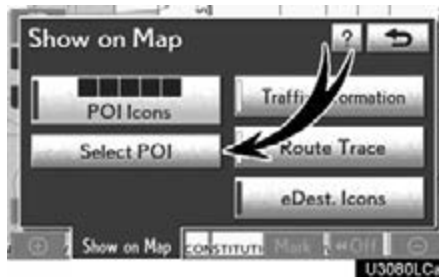 Show on Map ?
POI Icons
Traffi ormation
Select POI
Route Trace
eDest. Icons
Show on Map CONSTITUTI Mark Off
U3080LCa